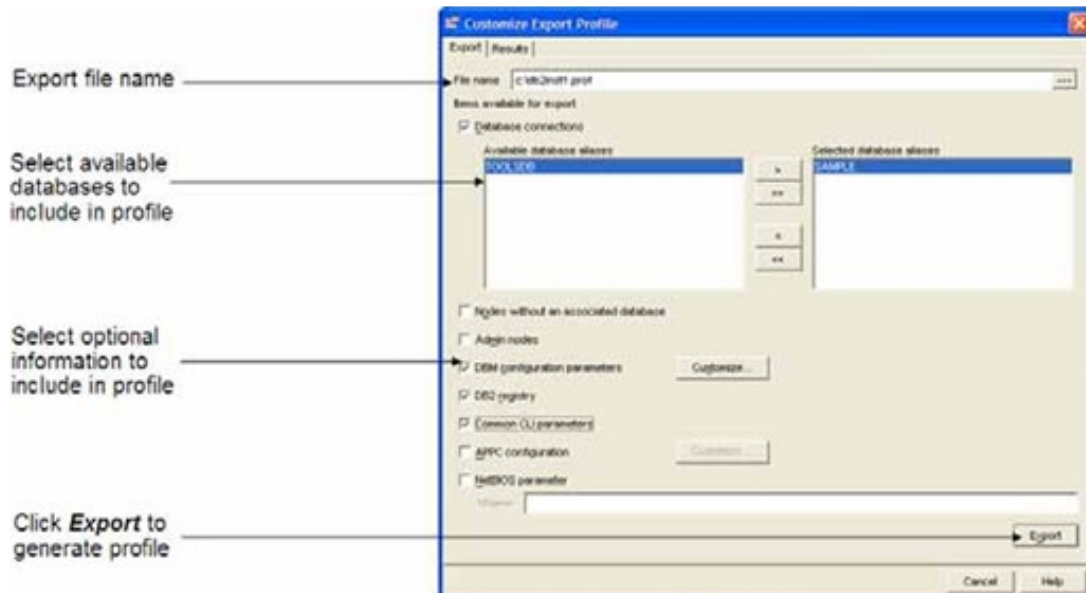 Customize Export Profile
Export Results
Export file name
File name c:\db2inst1.prof ...
Items available for export
Database connections
Available database aliases Selected database aliases
Select available
databases to
include in profile
TOOLSDB
SAMPLE
>
>>
<
<<
Nodes without an associated database
Admin nodes
Select optional
information to
include in profile
DBM configuration parameters Customize...
DB2 registry
Common CLI parameters
APPC configuration
NetBIOS parameter
Click Export to
generate profile
Export
Cancel Help